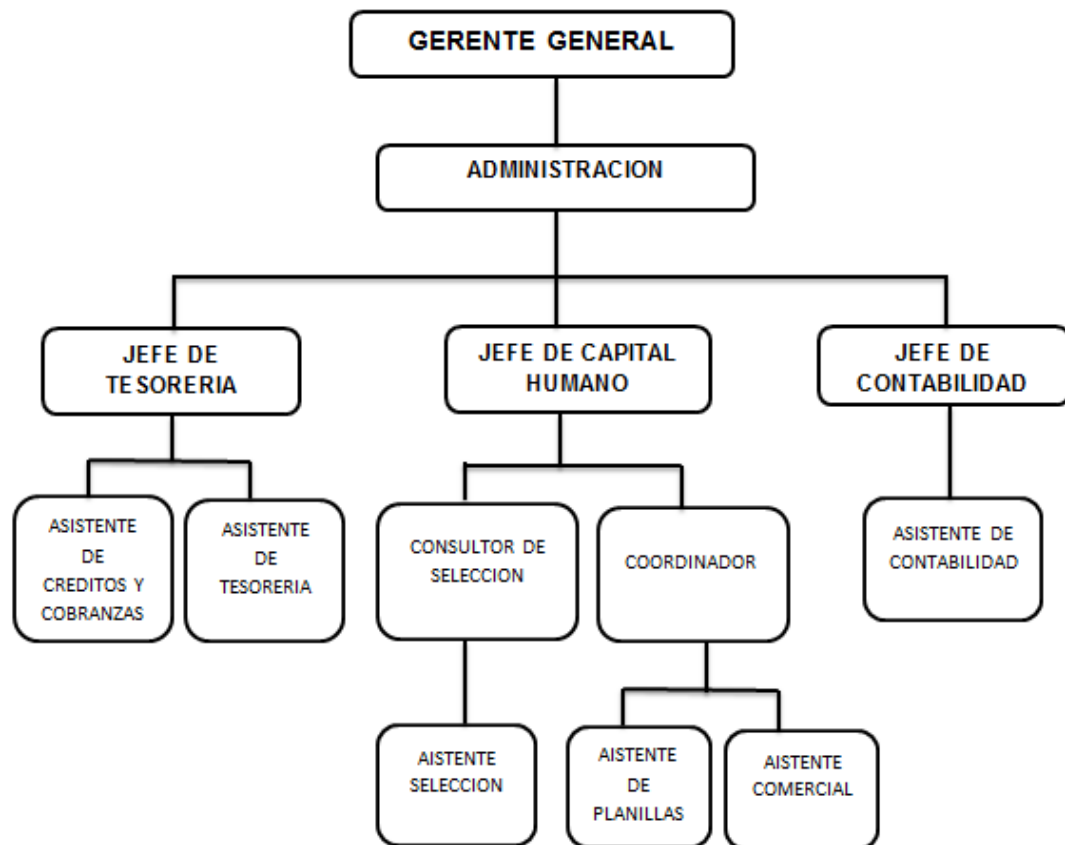 GERENTE GENERAL
ADMINISTRACION
JEFE DE
TESORERIA
JEFE DE CAPITAL
HUMANO
JEFE DE
CONTABILIDAD
ASISTENTE
DE
CREDITOS Y
COBRANZAS
ASISTENTE
DE
TESORERIA
CONSULTOR DE
SELECCION
COORDINADOR
ASISTENTE DE
CONTABILIDAD
AISTENTE
SELECCION
AISTENTE
DE
PLANILLAS
AISTENTE
COMERCIAL